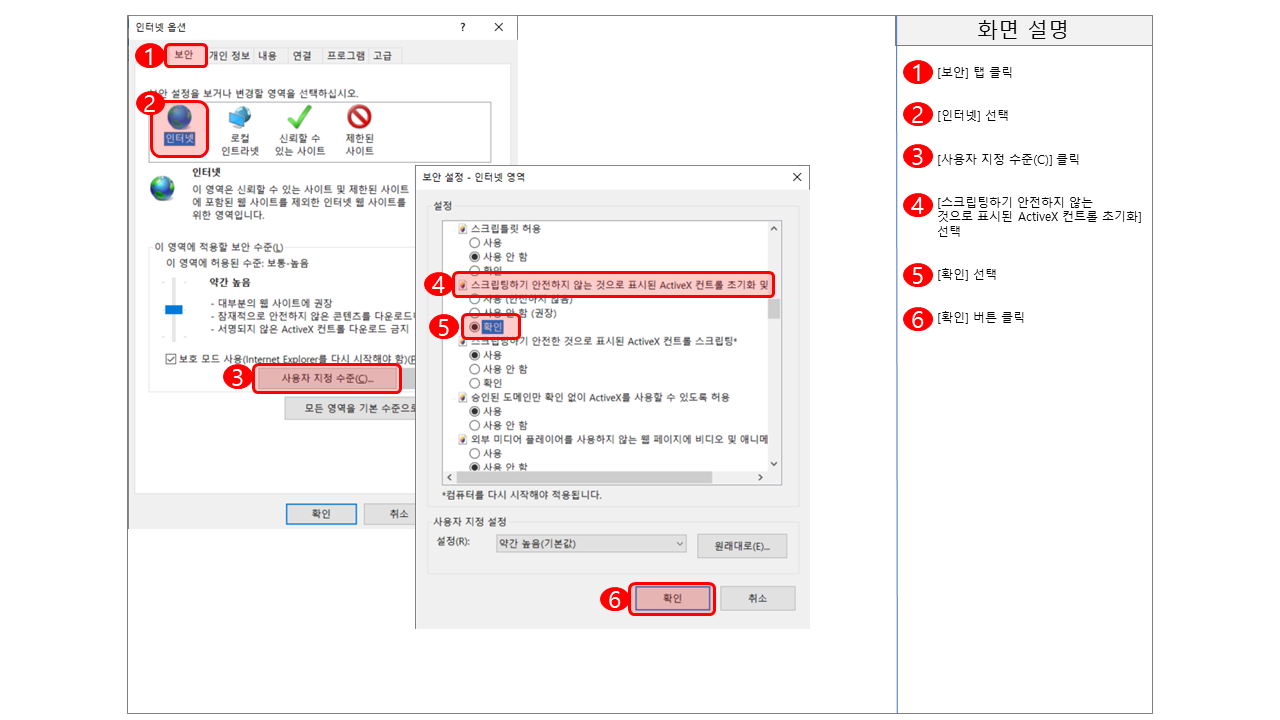 인터넷 옵션
?
1
보안
개인 정보
내용
연결
프로그램
고급
보안 설정을 보거나 변경할 영역을 선택하십시오.
2
인터넷
로컬
인트라넷
신뢰할 수
있는 사이트
제한된
사이트
인터넷
이 영역은 신뢰할 수 있는 사이트 및 제한된 사이트
에 포함된 웹 사이트를 제외한 인터넷 웹 사이트를
위한 영역입니다.
이 영역에 적용할 보안 수준(L)
이 영역에 허용된 수준: 보통-높음
약간 높음
- 대부분의 웹 사이트에 권장
- 잠재적으로 안전하지 않은 콘텐츠를 다운로드
- 서명되지 않은 ActiveX 컨트롤 다운로드 금지
보호 모드 사용(Internet Explorer를 다시 시작해야 함)(P
3
사용자 지정 수준(C)...
모든 영역을 기본 수준으로
확인
취소
보안 설정 - 인터넷 영역
설정
스크립틀릿 허용
사용
사용 안 함
확인
4
스크립팅하기 안전하지 않는 것으로 표시된 ActiveX 컨트롤 초기화 및
사용 (안전하지 않음)
사용 안 함 (권장)
5
확인
스크립팅하기 안전한 것으로 표시된 ActiveX 컨트롤 스크립팅*
사용
사용 안 함
확인
승인된 도메인만 확인 없이 ActiveX를 사용할 수 있도록 허용
사용
사용 안 함
외부 미디어 플레이어를 사용하지 않는 웹 페이지에 비디오 및 애니메
사용
사용 안 함
*컴퓨터를 다시 시작해야 적용됩니다.
사용자 지정 설정
설정(R):
약간 높음(기본값)
원래대로(E)...
6
확인
취소
화면 설명
1 [보안] 탭 클릭
2 [인터넷] 선택
3 [사용자 지정 수준(C)] 클릭
4 [스크립팅하기 안전하지 않는
것으로 표시된 ActiveX 컨트롤 초기화]
선택
5 [확인] 선택
6 [확인] 버튼 클릭